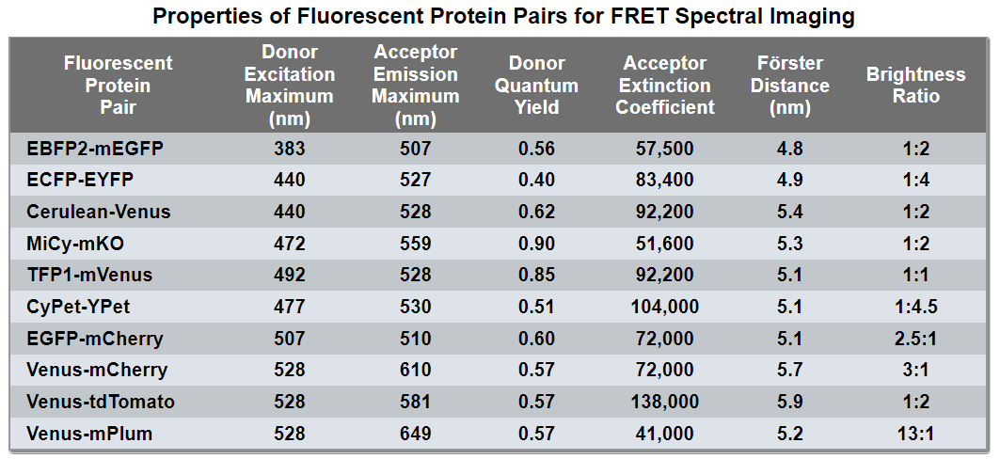 Properties of Fluorescent Protein Pairs for FRET Spectral Imaging
Fluorescent Protein Pair Donor Excitation Maximum (nm) Acceptor Emission Maximum (nm) Donor Quantum Yield Acceptor Extinction Coefficient Förster Distance (nm) Brightness Ratio
EBFP2-mEGFP 383 507 0.56 57,500 4.8 1:2
ECFP-EYFP 440 527 0.40 83,400 4.9 1:4
Cerulean-Venus 440 528 0.62 92,200 5.4 1:2
MiCy-mKO 472 559 0.90 51,600 5.3 1:2
TFP1-mVenus 492 528 0.85 92,200 5.1 1:1
CyPet-YPet 477 530 0.51 104,000 5.1 1:4.5
EGFP-mCherry 507 510 0.60 72,000 5.1 2.5:1
Venus-mCherry 528 610 0.57 72,000 5.7 3:1
Venus-tdTomato 528 581 0.57 138,000 5.9 1:2
Venus-mPlum 528 649 0.57 41,000 5.2 13:1